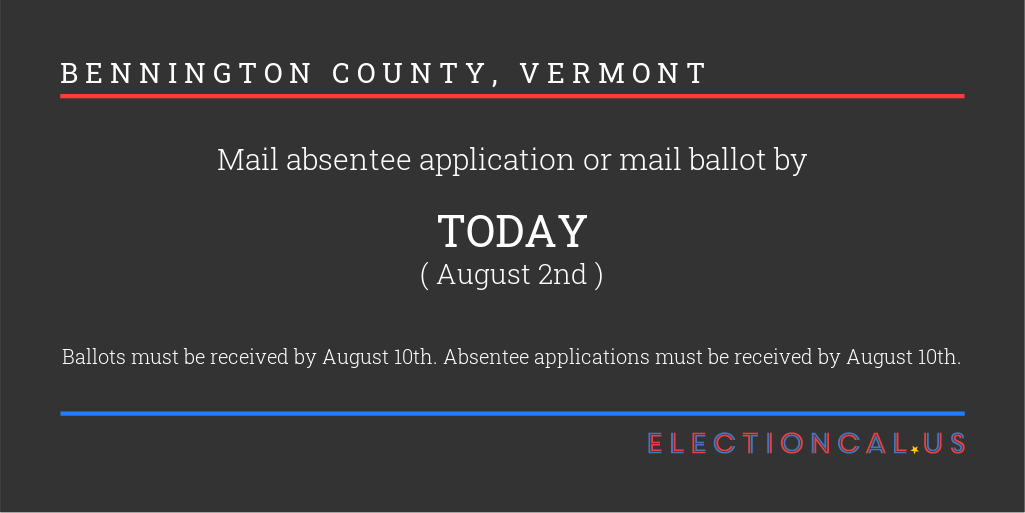 BENNINGTON COUNTY, VERMONT
Mail absentee application or mail ballot by
TODAY
( August 2nd )
Ballots must be received by August 10th. Absentee applications must be received by August 10th.
ELECTIONCAL.US